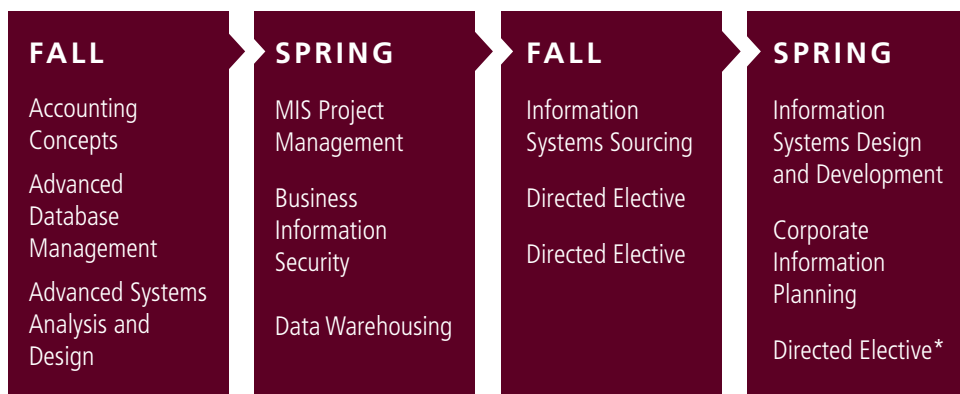 FALL
Accounting
Concepts
Advanced
Database
Management
Advanced Systems
Analysis and
Design
SPRING
MIS Project
Management
Business
Information
Security
Data Warehousing
FALL
Information
Systems Sourcing
Directed Elective
Directed Elective
SPRING
Information
Systems Design
and Development
Corporate
Information
Planning
Directed Elective*